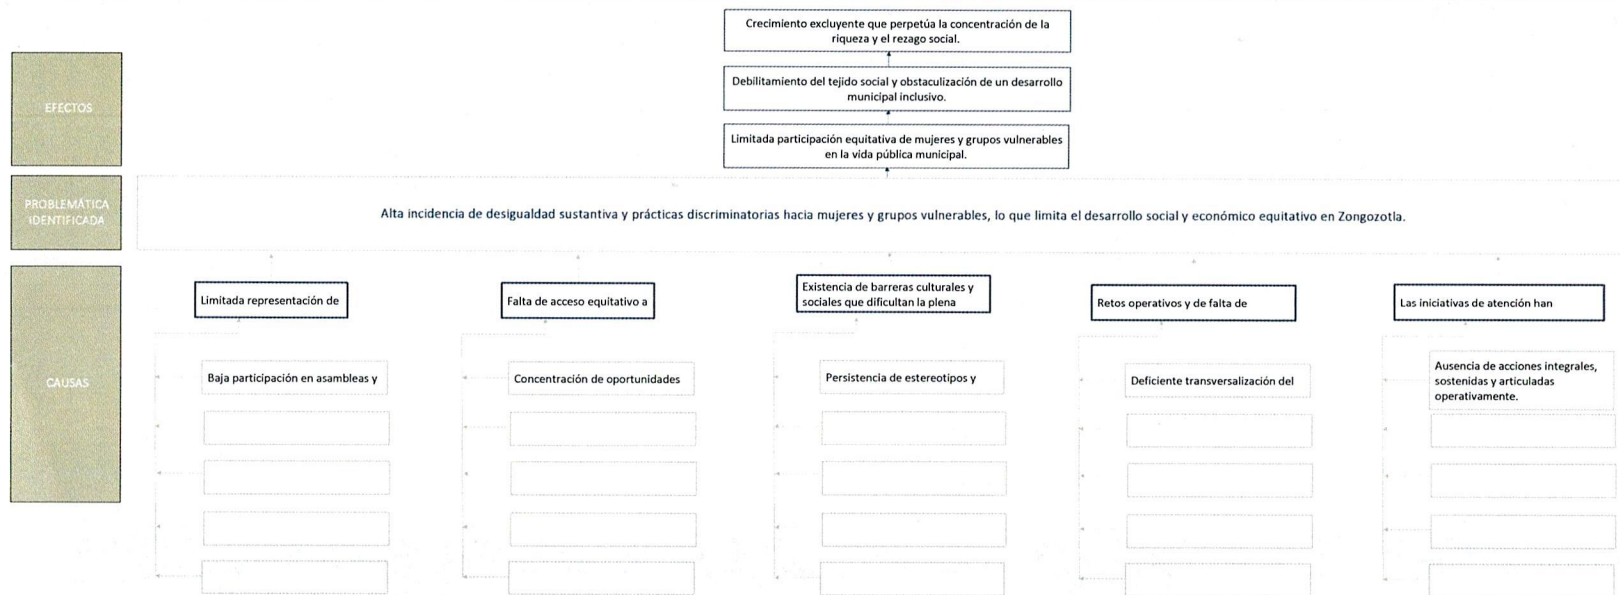 Crecimiento excluyente que perpetúa la concentración de la
riqueza y el rezago social.
EFECTOS
Debilitamiento del tejido social y obstaculización de un desarrollo
municipal inclusivo.
Limitada participación equitativa de mujeres y grupos vulnerables
en la vida pública municipal.
PROBLEMÁTICA
IDENTIFICADA
Alta incidencia de desigualdad sustantiva y prácticas discriminatorias hacia mujeres y grupos vulnerables, lo que limita el desarrollo social y económico equitativo en Zongozotla.
CAUSAS
Limitada representación de
Falta de acceso equitativo a
Existencia de barreras culturales y
sociales que dificultan la plena
Retos operativos y de falta de
Las iniciativas de atención han
Baja participación en asambleas y
Concentración de oportunidades
Persistencia de estereotipos y
Deficiente transversalización del
Ausencia de acciones integrales,
sostenidas y articuladas
operativamente.